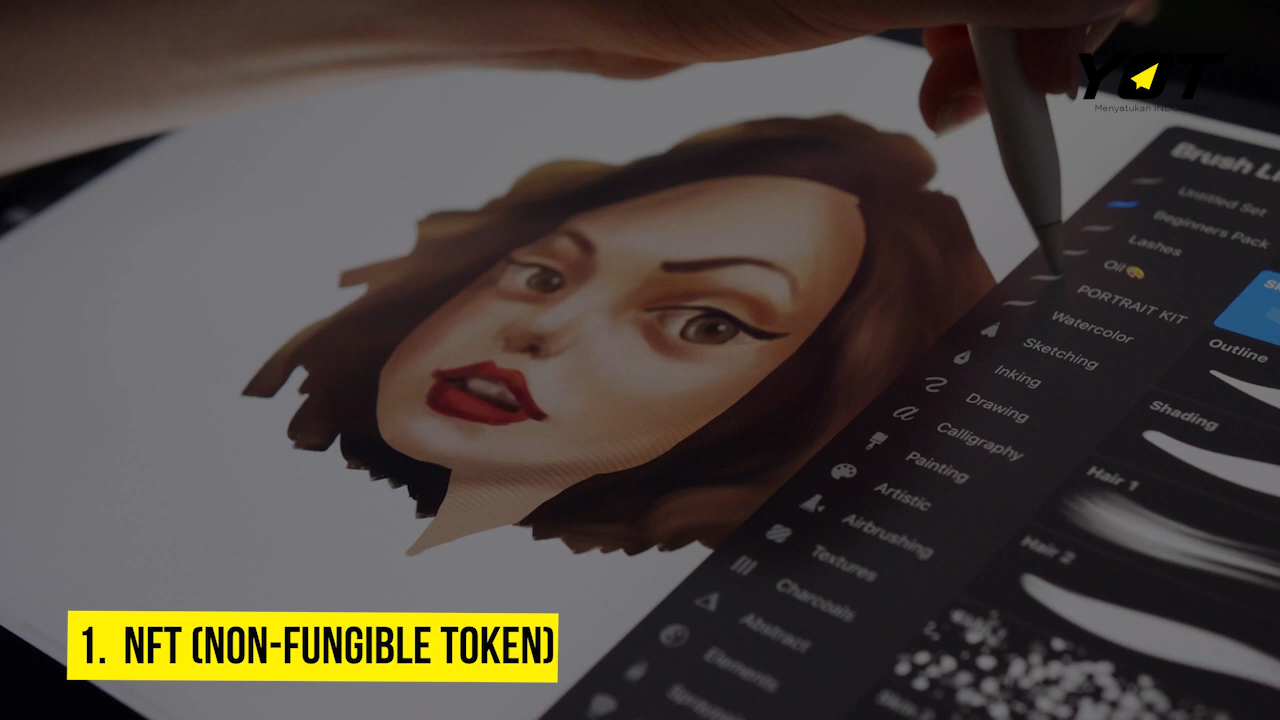 YOT
Menyatukan INDONESIA
Brush Li
Untitled Set
Beginners Pack
Lashes
Oil
PORTRAIT KIT
Watercolor
Sketching
Inking
Drawing
Calligraphy
Painting
Artistic
Airbrushing
Textures
Charcoals
Abstract
Elements
Outline
Shading
Hair 1
Hair 2
1. NFT (NON-FUNGIBLE TOKEN)